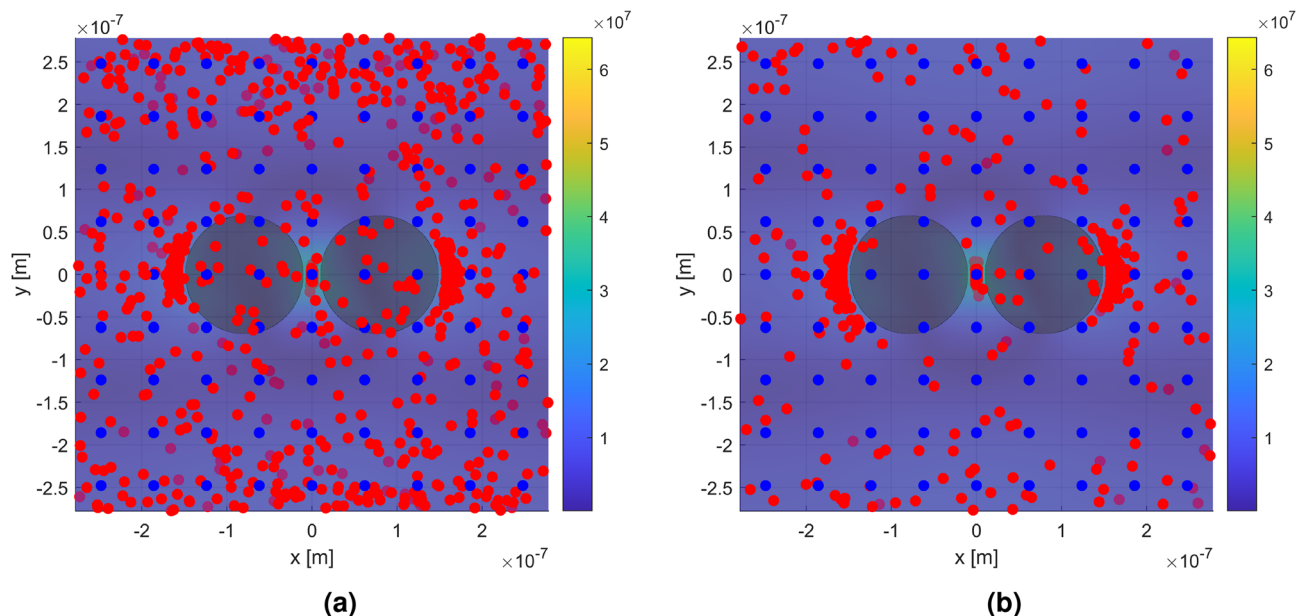 ×10⁻⁷ ×10⁷ ×10⁻⁷ ×10⁷
2.5 6 2.5 6
2 2
5 5
1.5 1.5
1 1
4 4
0.5 0.5
y [m] 0 y [m] 0
3 3
-0.5 -0.5
-1 2 -1 2
-1.5 -1.5
-2 1 -2 1
-2.5 -2.5
-2 -1 0 1 2 -2 -1 0 1 2
x [m] ×10⁻⁷ x [m] ×10⁻⁷
(a) (b)